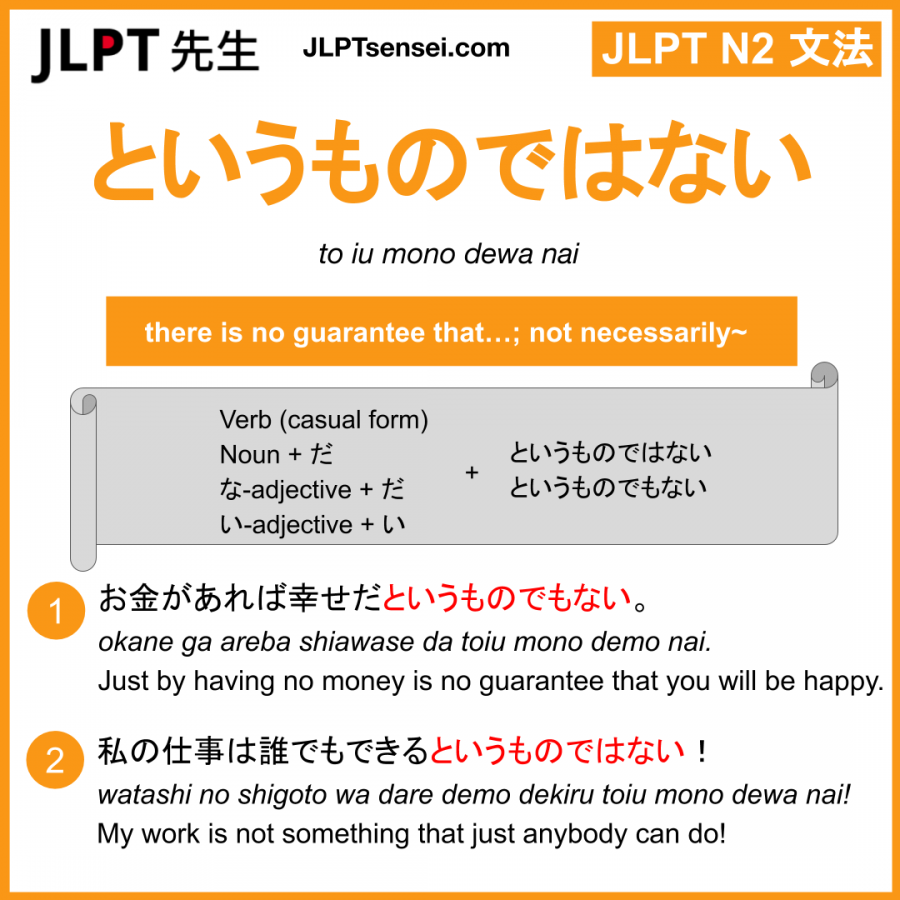 JLPT 先生
JLPTsensei.com
JLPT N2 文法
というものではない
to iu mono dewa nai
there is no guarantee that...; not necessarily~
Verb (casual form)
Noun + だ
な-adjective + だ
い-adjective + い
+
というものではない
というものでもない
1
お金があれば幸せだというものでもない。
okane ga areba shiawase da toiu mono demo nai.
Just by having no money is no guarantee that you will be happy.
2
私の仕事は誰でもできるというものではない！
watashi no shigoto wa dare demo dekiru toiu mono dewa nai!
My work is not something that just anybody can do!